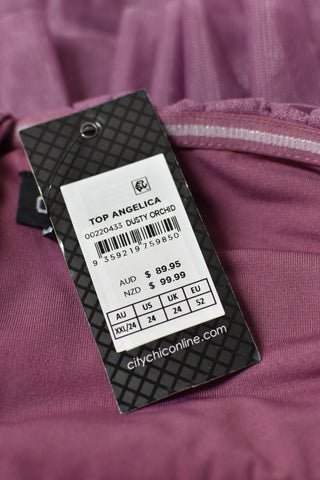 TOP ANGELICA
00220433 DUSTY ORCHID
9 359219 759850
AUD $ 89.95
NZD $ 99.99
AU US UK EU
XXL/24 24 24 52
citychiconline.com